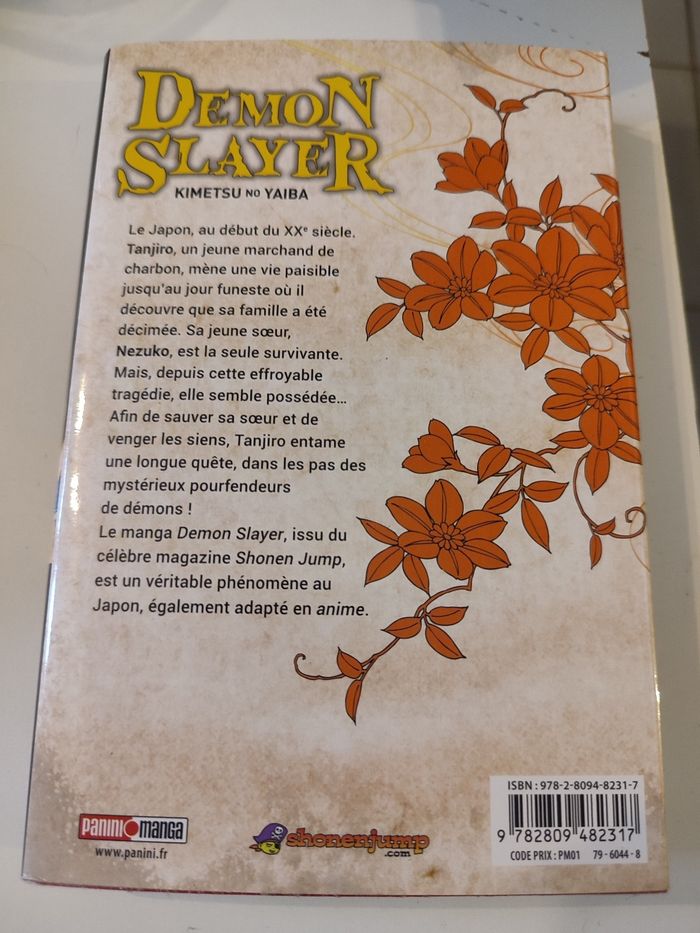 DEMON
SLAYER
KIMETSU NO YAIBA
Le Japon, au début du XXe siècle.
Tanjiro, un jeune marchand de
charbon, mène une vie paisible
jusqu'au jour funeste où il
découvre que sa famille a été
décimée. Sa jeune sœur,
Nezuko, est la seule survivante.
Mais, depuis cette effroyable
tragédie, elle semble possédée...
Afin de sauver sa sœur et de
venger les siens, Tanjiro entame
une longue quête, dans les pas des
mystérieux pourfendeurs
de démons !
Le manga Demon Slayer, issu du
célèbre magazine Shonen Jump,
est un véritable phénomène au
Japon, également adapté en anime.
ISBN : 978-2-8094-8231-7
9 782809 482317
CODE PRIX : PM01 79 - 6044 - 8
PANINI MANGA
www.panini.fr
shonenjump
.com